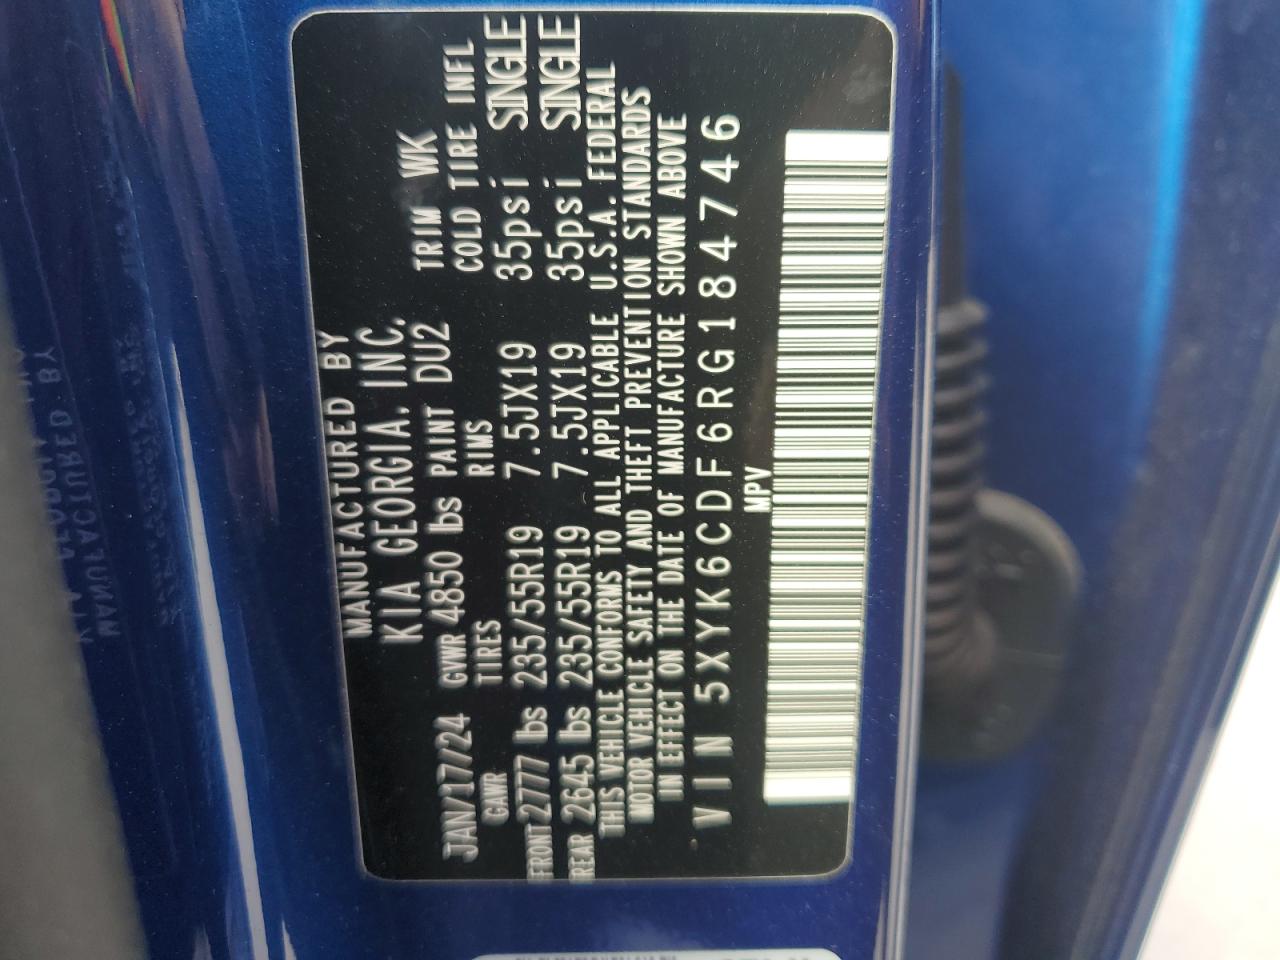 MANUFACTURED BY
KIA GEORGIA, INC.
JAN/17/24 GVWR 4850 lbs PAINT DU2 TRIM WK
GAWR TIRES RIMS COLD TIRE INFL
FRONT 2777 lbs 235/55R19 7.5JX19 35psi SINGLE
REAR 2645 lbs 235/55R19 7.5JX19 35psi SINGLE
THIS VEHICLE CONFORMS TO ALL APPLICABLE U.S.A. FEDERAL
MOTOR VEHICLE SAFETY AND THEFT PREVENTION STANDARDS
IN EFFECT ON THE DATE OF MANUFACTURE SHOWN ABOVE
VIN 5XYK6CDF6RG184746
MPV